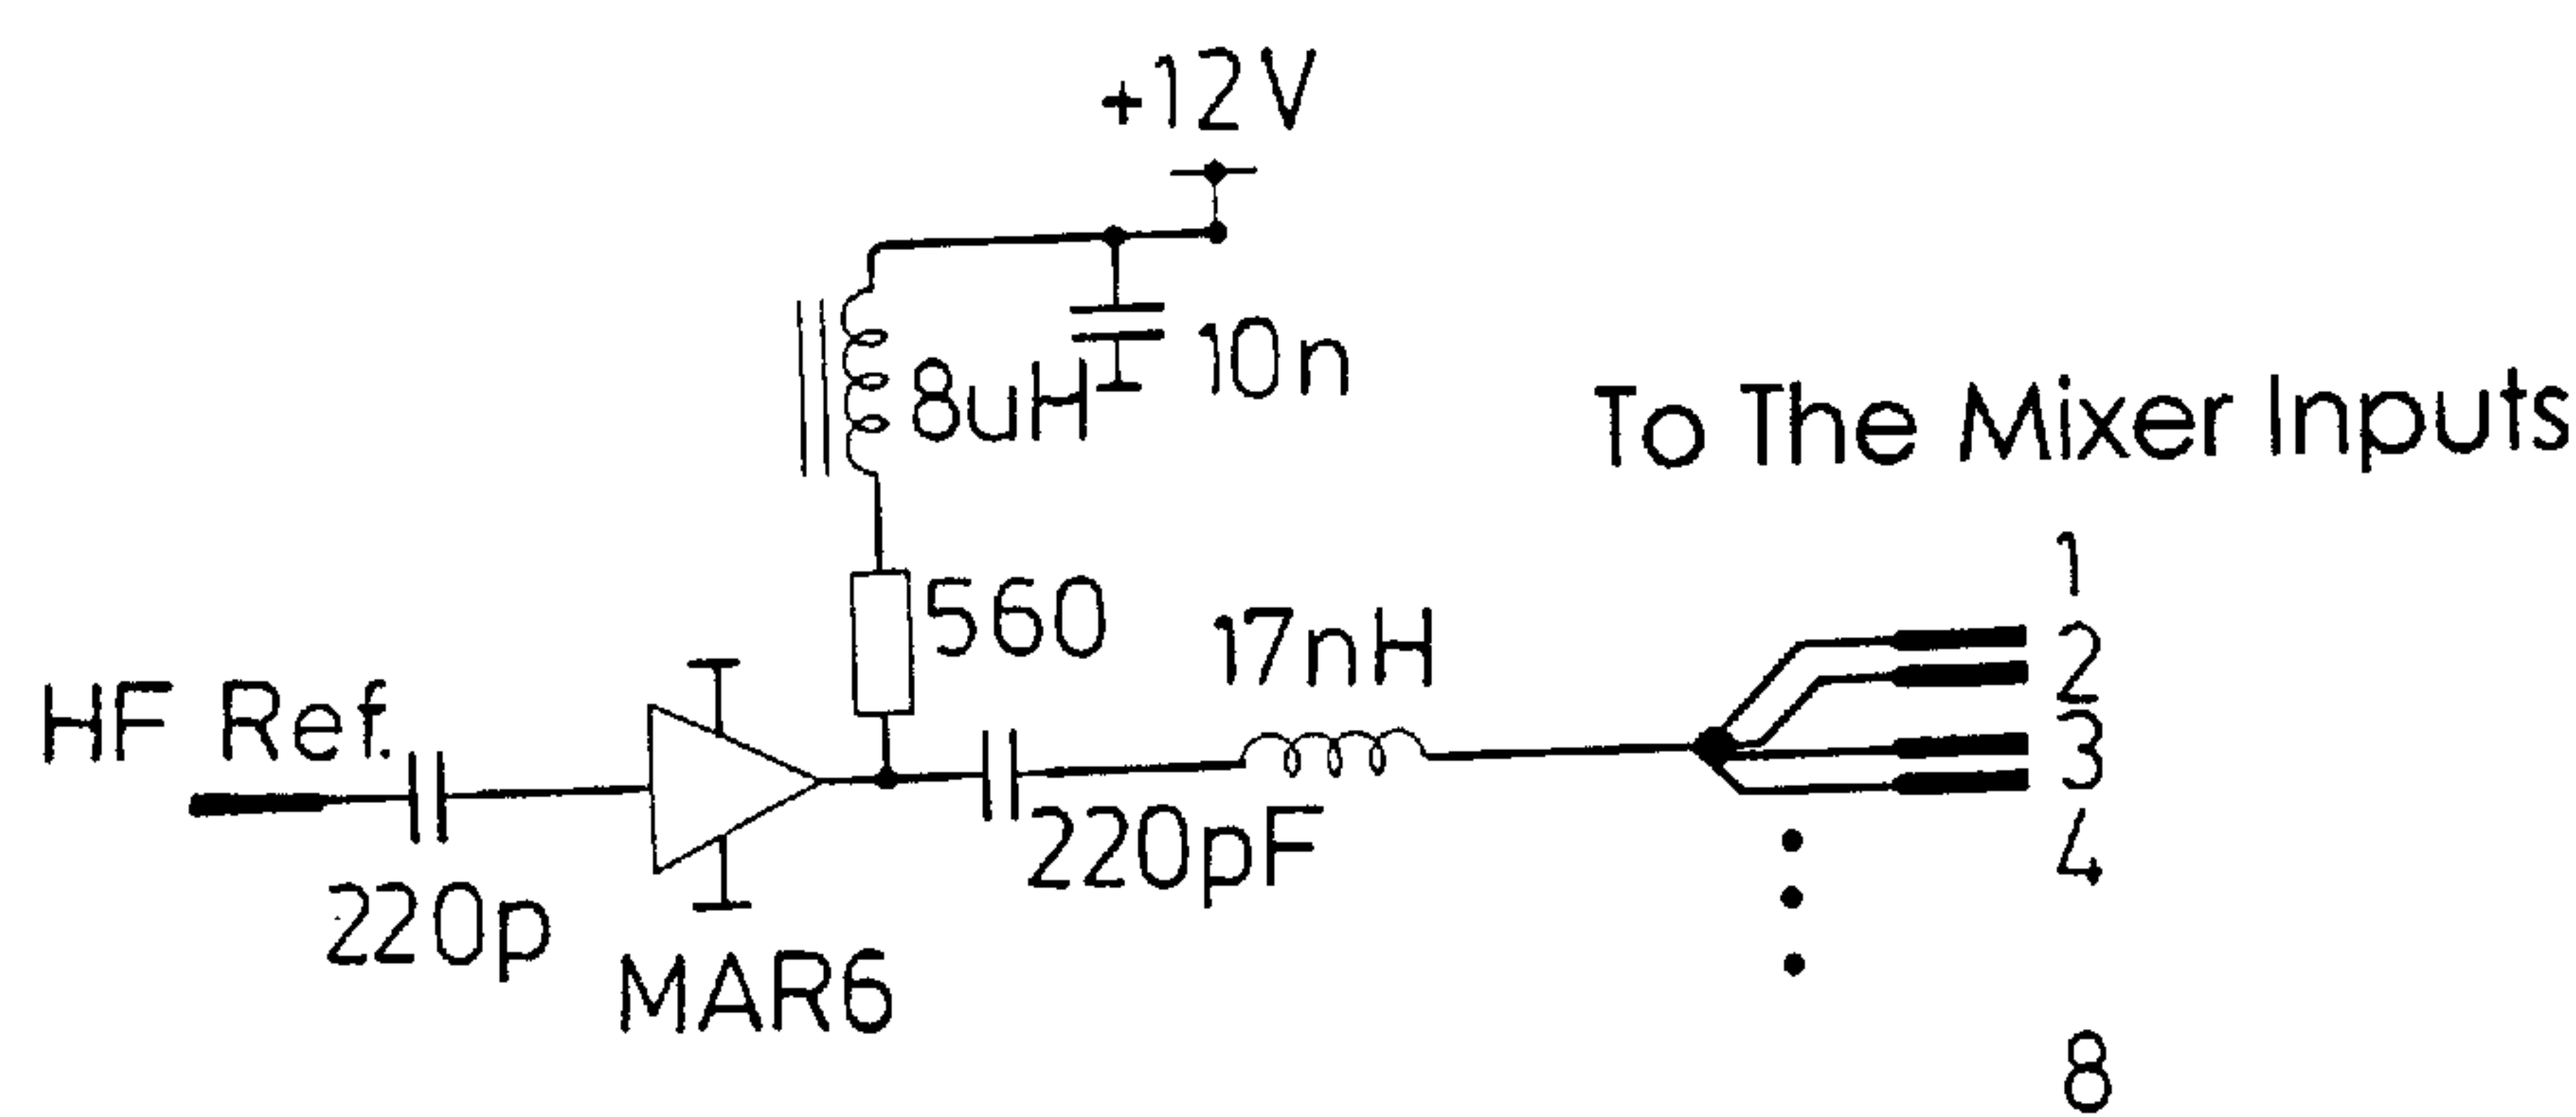 +12V
8uH
10n
To The Mixer Inputs
560
17nH
HF Ref.
220p
MAR6
220pF
1
2
3
4
8